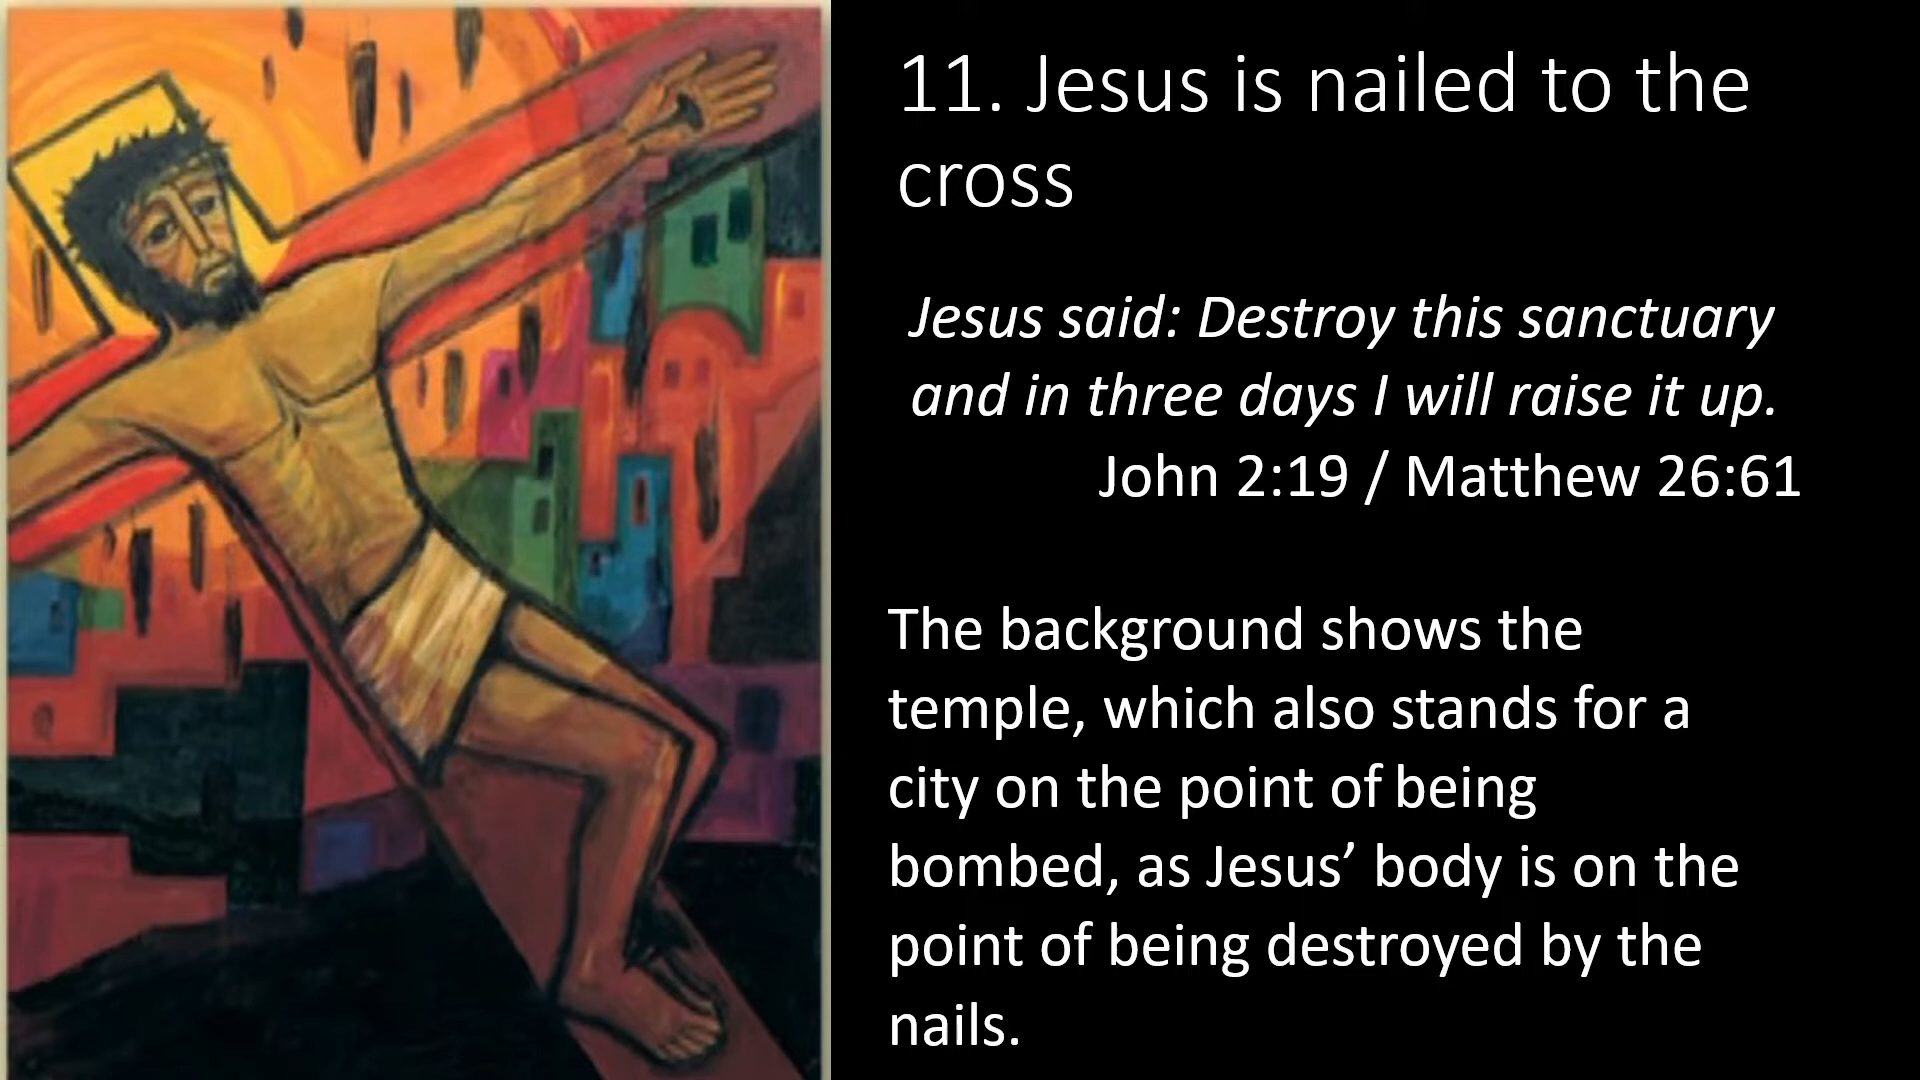 11. Jesus is nailed to the
cross
Jesus said: Destroy this sanctuary
and in three days I will raise it up.
John 2:19 / Matthew 26:61
The background shows the
temple, which also stands for a
city on the point of being
bombed, as Jesus’ body is on the
point of being destroyed by the
nails.